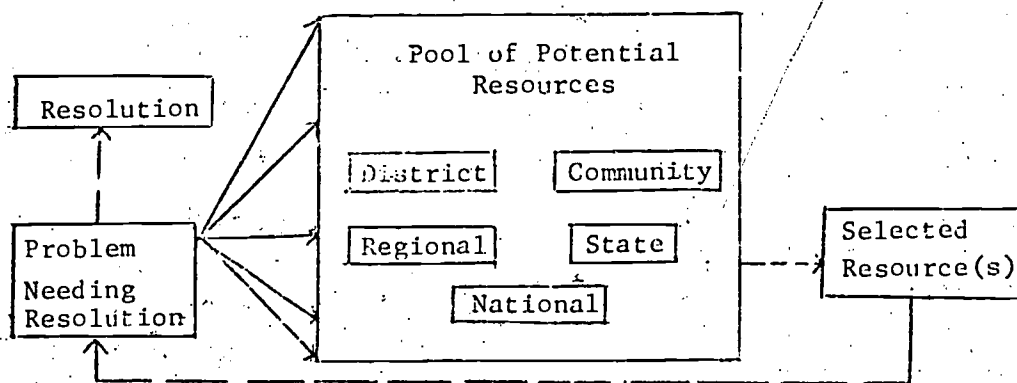 Pool of Potential
Resources
Resolution
District
Community
Problem
Needing
Resolution
Regional
State
National
Selected
Resource(s)